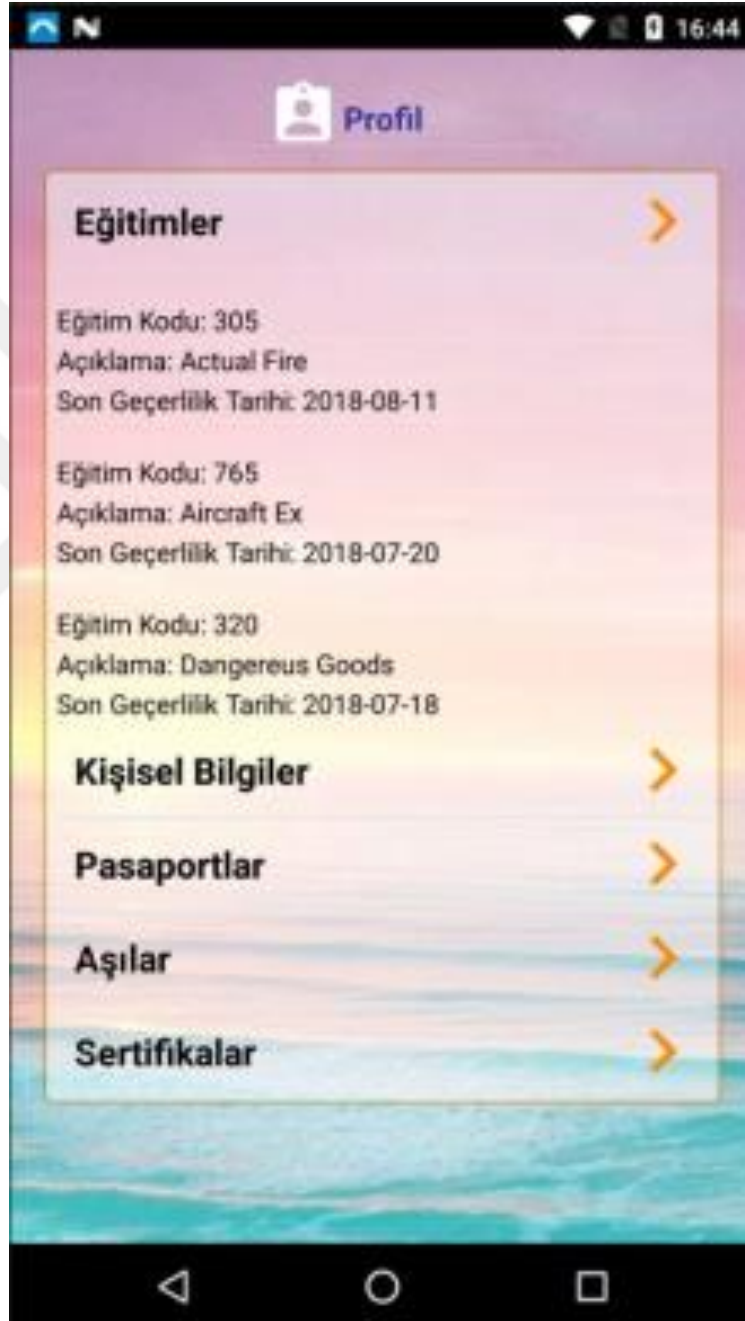 16:44
Profil
Eğitimler
Eğitim Kodu: 305
Açıklama: Actual Fire
Son Geçerlilik Tarihi: 2018-08-11
Eğitim Kodu: 765
Açıklama: Aircraft Ex
Son Geçerlilik Tarihi: 2018-07-20
Eğitim Kodu: 320
Açıklama: Dangereus Goods
Son Geçerlilik Tarihi: 2018-07-18
Kişisel Bilgiler
Pasaportlar
Aşılar
Sertifikalar